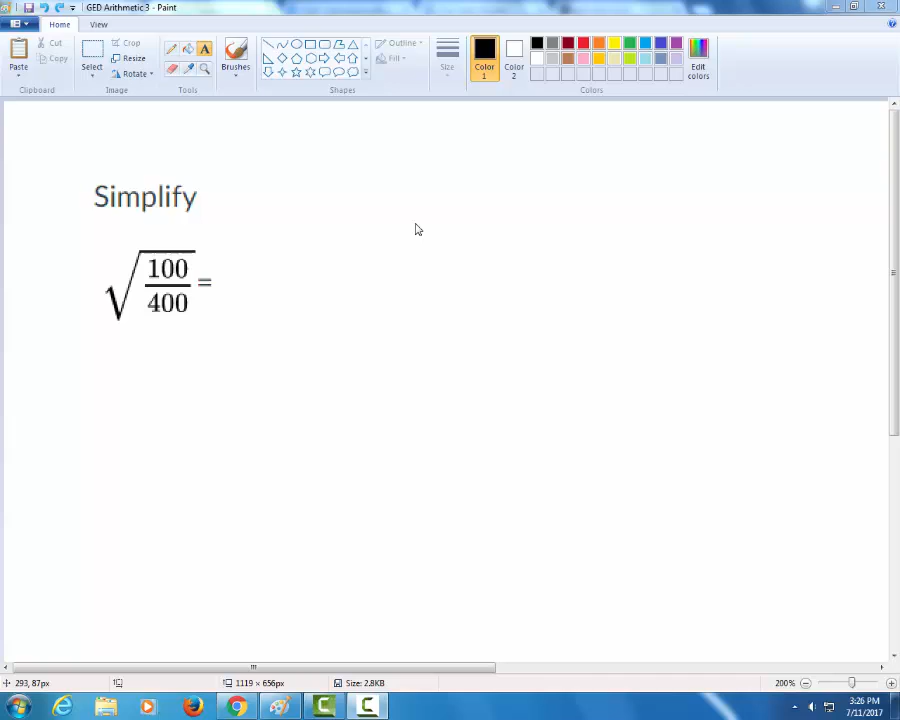 GED Arithmetic3 - Paint
Home View
Paste
Cut
Copy
Clipboard
Select
Crop
Resize
Rotate
Image
A
Tools
Brushes
Outline
Fill
Shapes
Size
Color 1
Color 2
Edit colors
Colors
Simplify
√(100/400) =
293, 87px
1119 × 656px
Size: 2.8KB
200%
3:26 PM
7/11/2017